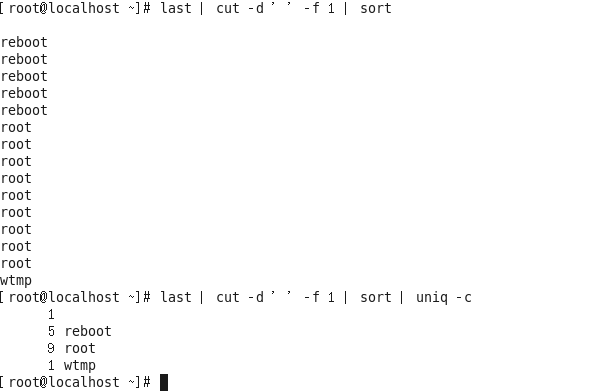 [root@localhost ~]# last | cut -d ' ' -f 1 | sort

reboot
reboot
reboot
reboot
reboot
root
root
root
root
root
root
root
root
root
wtmp
[root@localhost ~]# last | cut -d ' ' -f 1 | sort | uniq -c
      1
      5 reboot
      9 root
      1 wtmp
[root@localhost ~]#